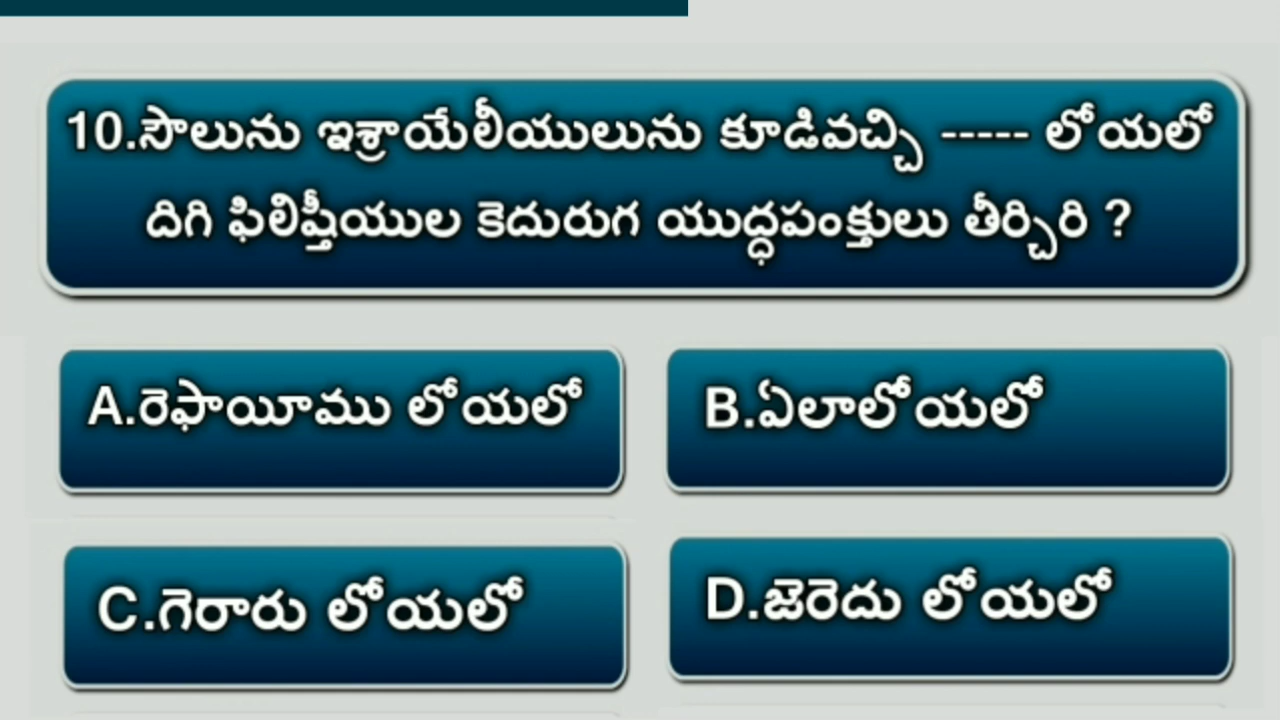 10.సౌలును ఇశ్రాయేలీయులును కూడివచ్చి ----- లోయలో
దిగి ఫిలిష్తీయుల కెదురుగ యుద్ధపంక్తులు తీర్చిరి ?
A.రెఫాయీము లోయలో
B.ఏలాలోయలో
C.గెరారు లోయలో
D.జెరెదు లోయలో